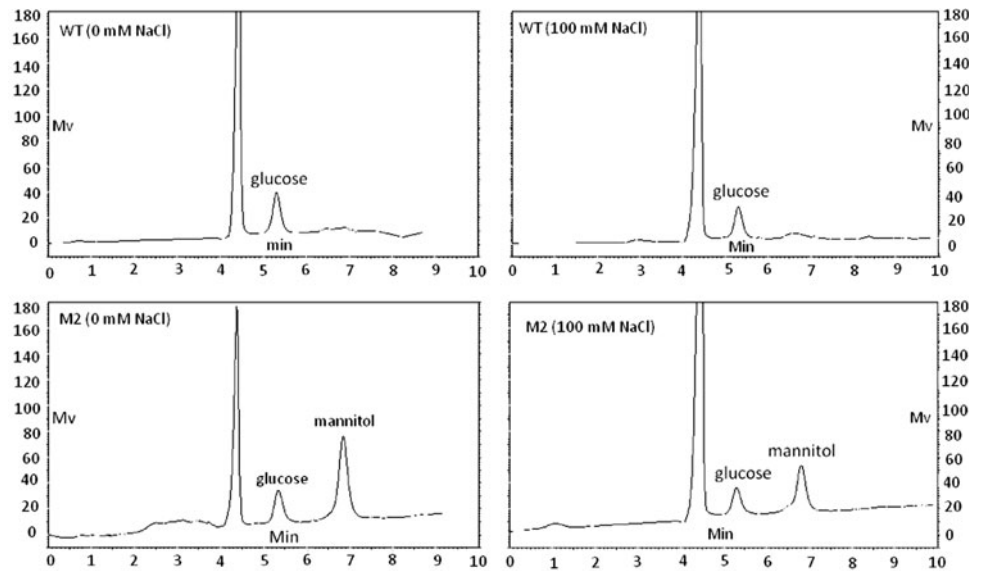 WT (0 mM NaCl)
180
160
140
120
100
80
60
40
20
0
Mv
glucose
min
0 1 2 3 4 5 6 7 8 9 10
WT (100 mM NaCl)
180
160
140
120
100
80
60
40
20
0
Mv
glucose
Min
0 1 2 3 4 5 6 7 8 9 10
M2 (0 mM NaCl)
180
160
140
120
100
80
60
40
20
0
Mv
mannitol
glucose
Min
0 1 2 3 4 5 6 7 8 9 10
M2 (100 mM NaCl)
180
160
140
120
100
80
60
40
20
0
Mv
mannitol
glucose
Min
0 1 2 3 4 5 6 7 8 9 10